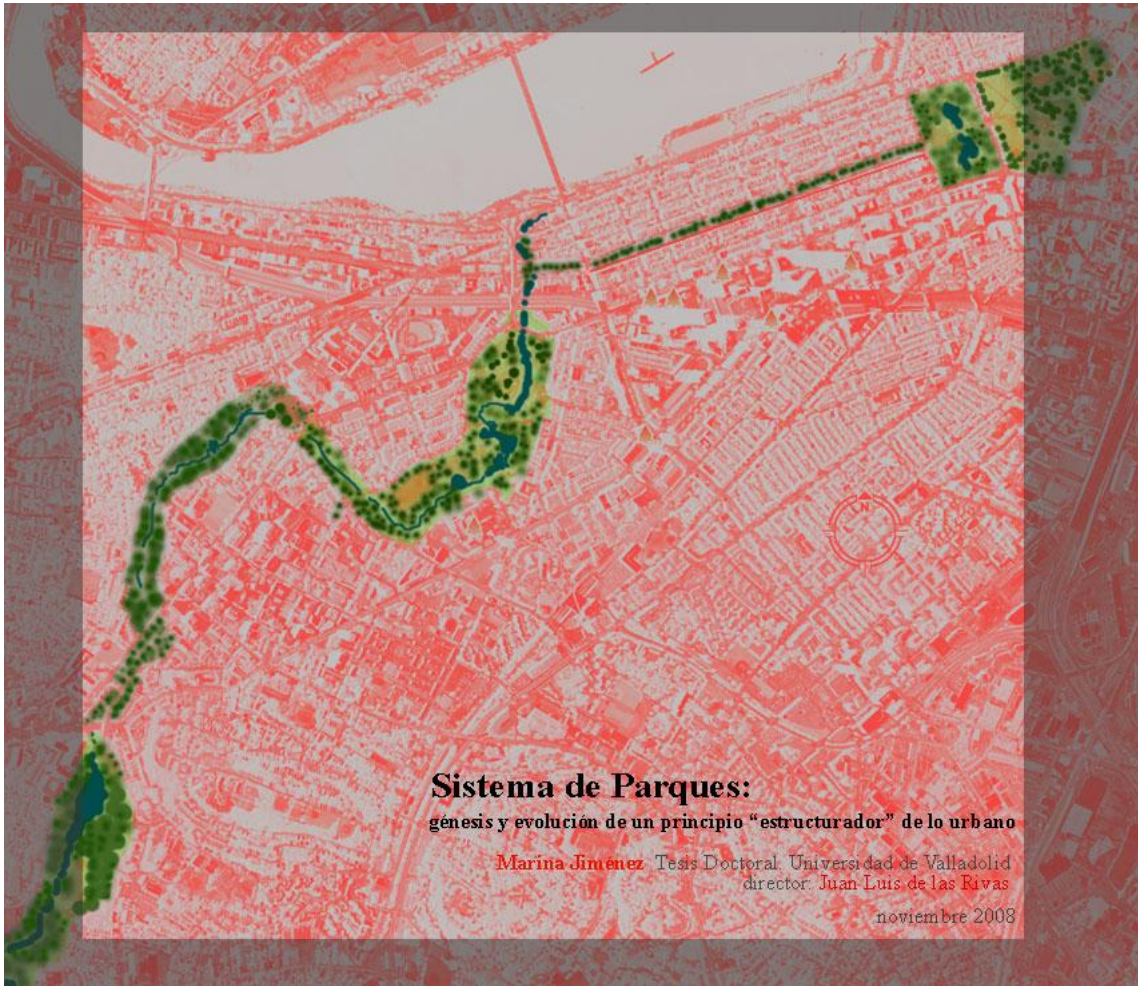 N
Sistema de Parques:
génesis y evolución de un principio “estructurador” de lo urbano
Marina Jiménez Tesis Doctoral. Universidad de Valladolid
director: Juan Luis de las Rivas
noviembre 2008